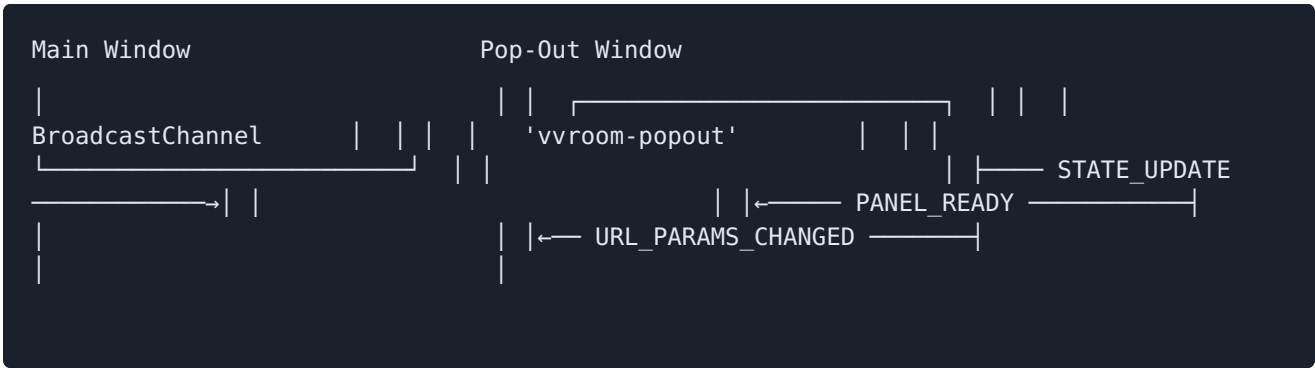 Main Window                    Pop-Out Window
│                               │ │  ┌──────────────────────────┐  │ │  │
BroadcastChannel      │  │ │  │   'vvroom-popout'        │  │ │
└──────────────────────────┘  │ │                               │ ├──── STATE_UPDATE
────────────→│ │                               │ │←───── PANEL_READY ───────────┤
│                               │ │←── URL_PARAMS_CHANGED ───────┤
│                               │